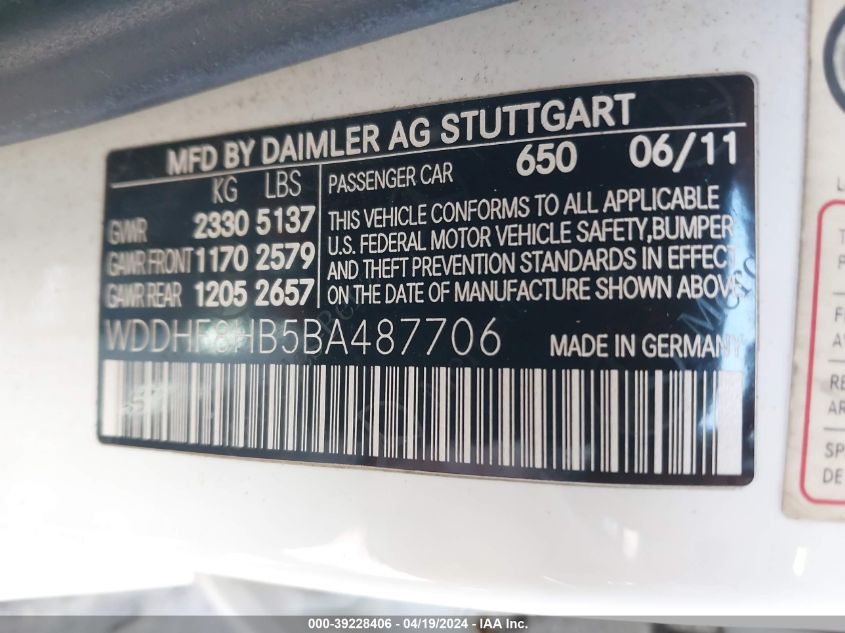 MFD BY DAIMLER AG STUTTGART
KG LBS
GVWR 2330 5137
GAWR FRONT 1170 2579
GAWR REAR 1205 2657
PASSENGER CAR 650 06/11
THIS VEHICLE CONFORMS TO ALL APPLICABLE
U.S. FEDERAL MOTOR VEHICLE SAFETY,BUMPER
AND THEFT PREVENTION STANDARDS IN EFFECT
ON THE DATE OF MANUFACTURE SHOWN ABOVE
WDDHF8HB5BA487706
MADE IN GERMANY
000-39228406 - 04/19/2024 - IAA Inc.